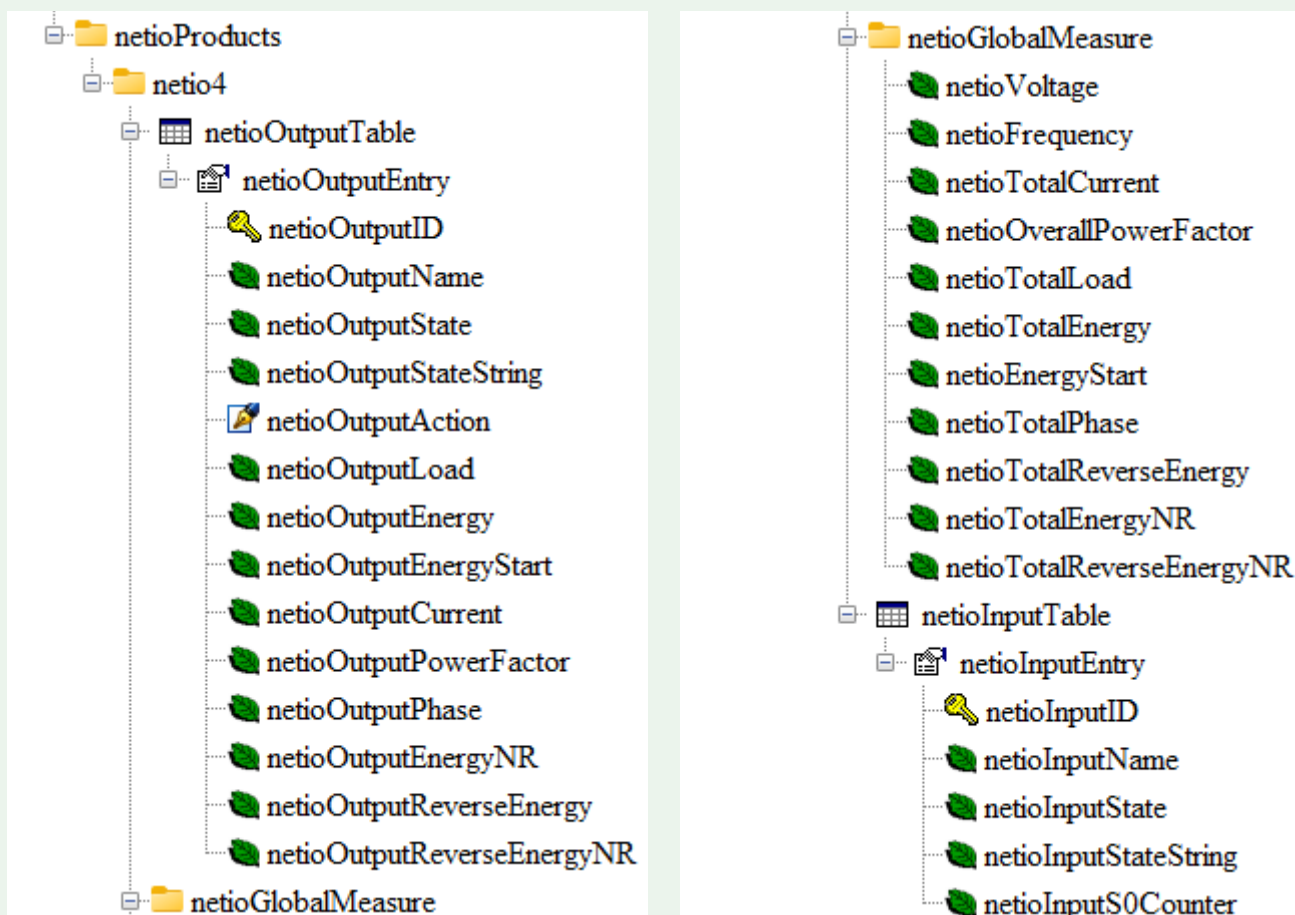 netioProducts
netio4
netioOutputTable
netioOutputEntry
netioOutputID
netioOutputName
netioOutputState
netioOutputStateString
netioOutputAction
netioOutputLoad
netioOutputEnergy
netioOutputEnergyStart
netioOutputCurrent
netioOutputPowerFactor
netioOutputPhase
netioOutputEnergyNR
netioOutputReverseEnergy
netioOutputReverseEnergyNR
netioGlobalMeasure
netioGlobalMeasure
netioVoltage
netioFrequency
netioTotalCurrent
netioOverallPowerFactor
netioTotalLoad
netioTotalEnergy
netioEnergyStart
netioTotalPhase
netioTotalReverseEnergy
netioTotalEnergyNR
netioTotalReverseEnergyNR
netioInputTable
netioInputEntry
netioInputID
netioInputName
netioInputState
netioInputStateString
netioInputS0Counter